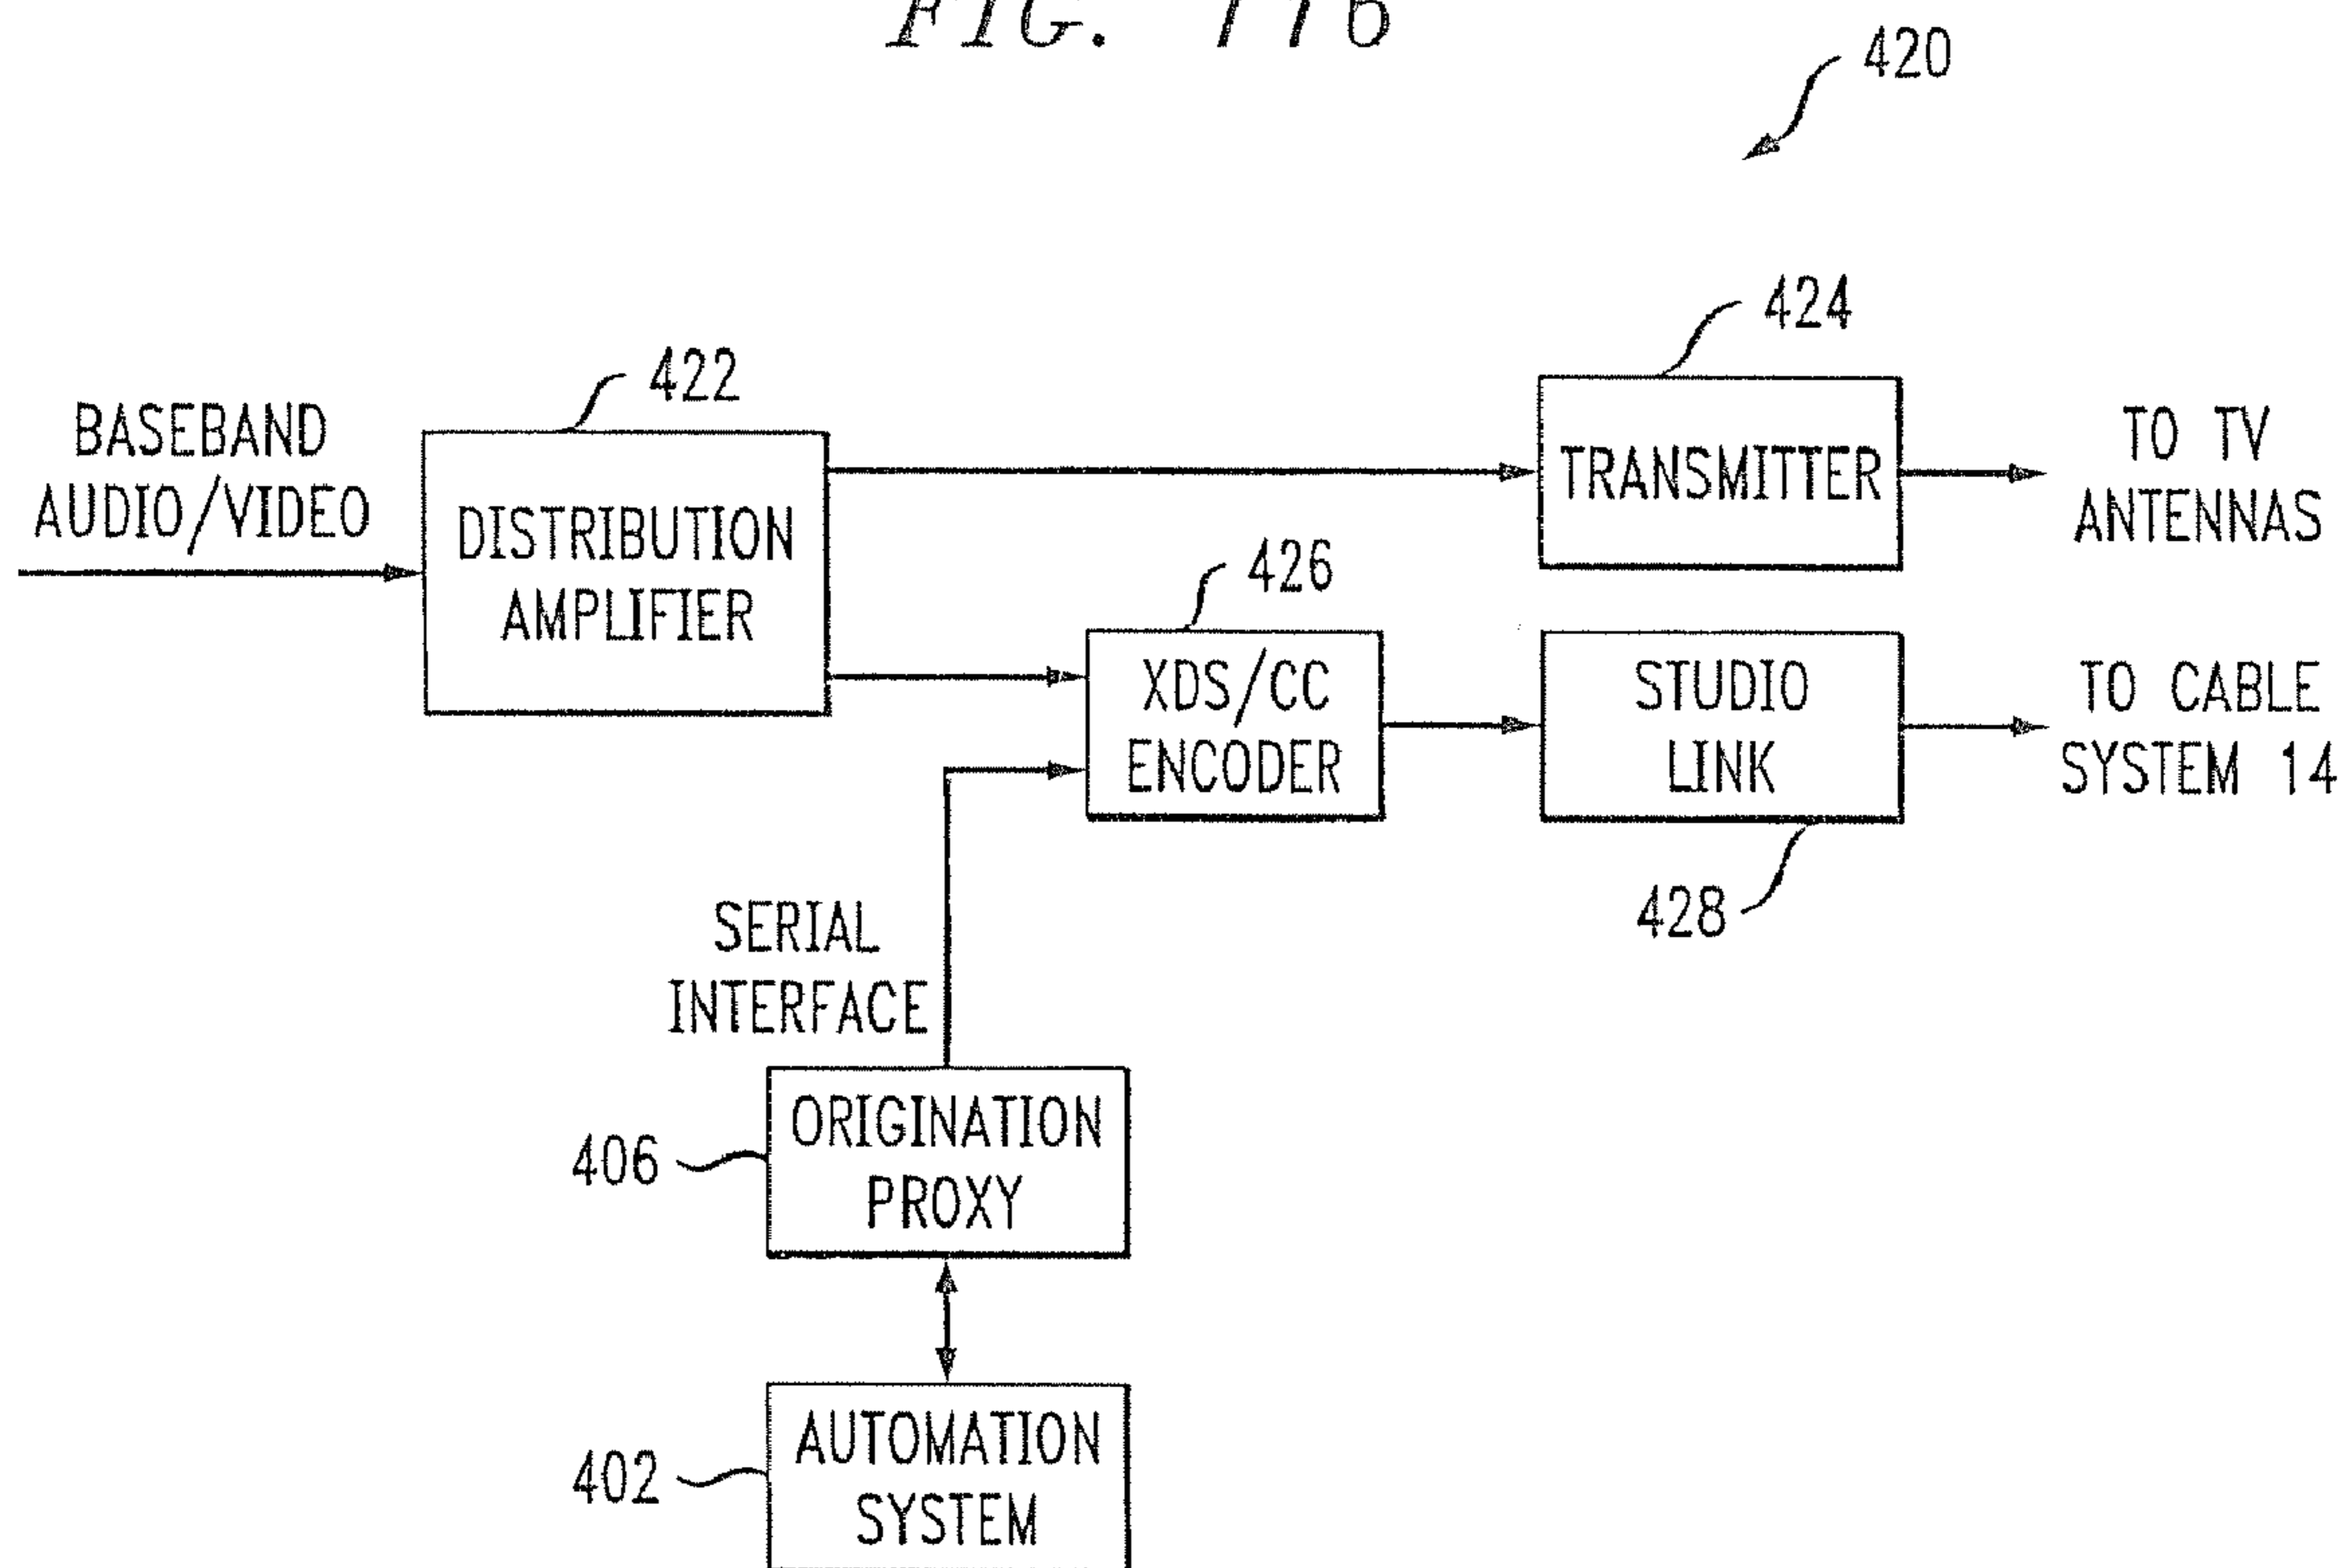 FIG.
420
424
422
BASEBAND
AUDIO/VIDEO
DISTRIBUTION
AMPLIFIER
TRANSMITTER
TO TV
ANTENNAS
426
XDS/CC
ENCODER
STUDIO
LINK
TO CABLE
SYSTEM 14
428
SERIAL
INTERFACE
406
ORIGINATION
PROXY
402
AUTOMATION
SYSTEM